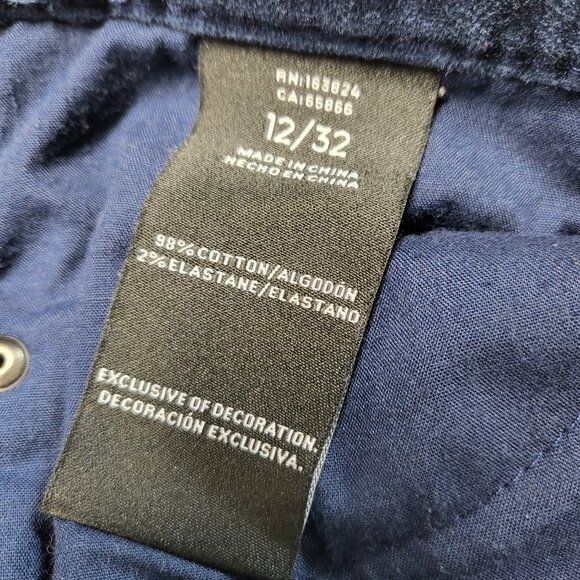 RN:163824
CA:65866
12/32
MADE IN CHINA
HECHO EN CHINA
98% COTTON/ALGODÓN
2% ELASTANE/ELASTANO
EXCLUSIVE OF DECORATION.
DECORACIÓN EXCLUSIVA.